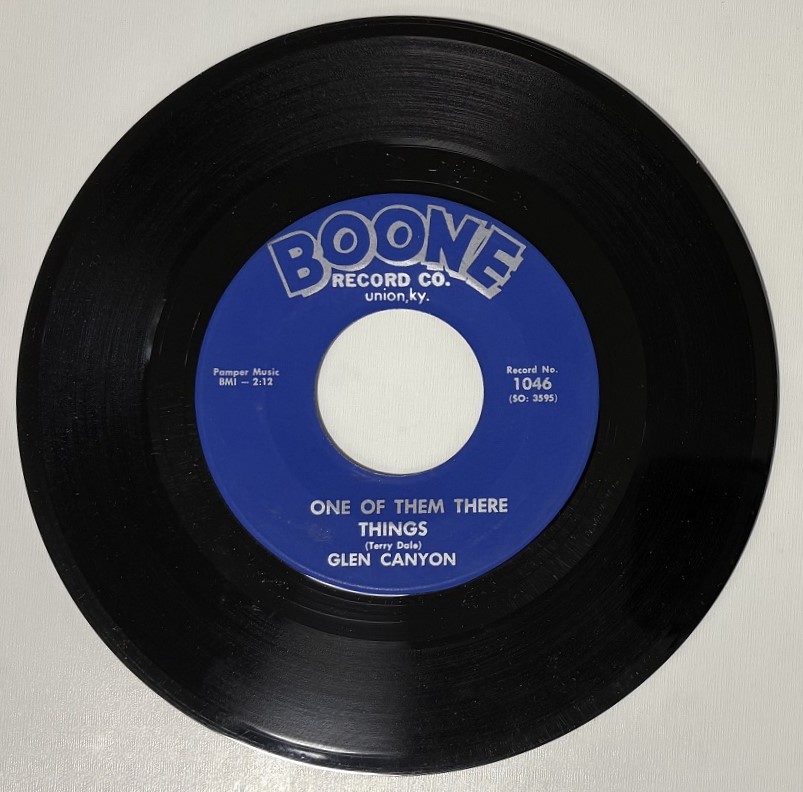 BOONE
RECORD CO.
union,ky.
Pamper Music
BMI — 2:12
Record No.
1046
(SO: 3595)
ONE OF THEM THERE
THINGS
(Terry Dale)
GLEN CANYON